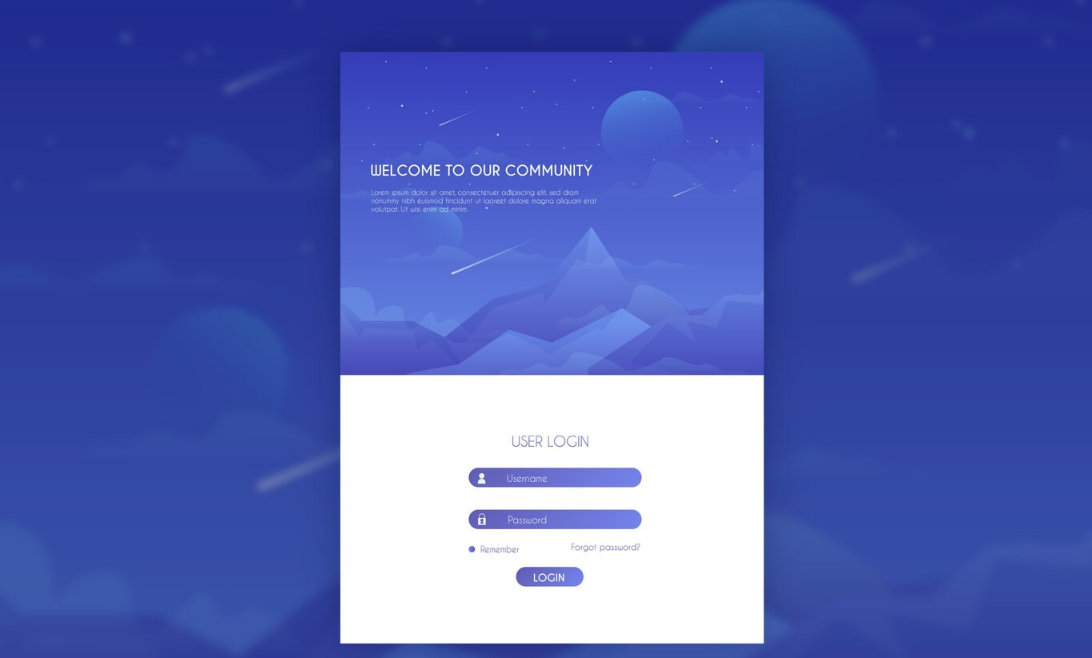 WELCOME TO OUR COMMUNITY
Lorem ipsum dolor sit amet, consectetuer adipiscing elit, sed diam
nonummy nibh euismod tincidunt ut laoreet dolore magna aliquam erat
volutpat. Ut wisi enim ad minim.
USER LOGIN
Username
Password
Remember
Forgot password?
LOGIN